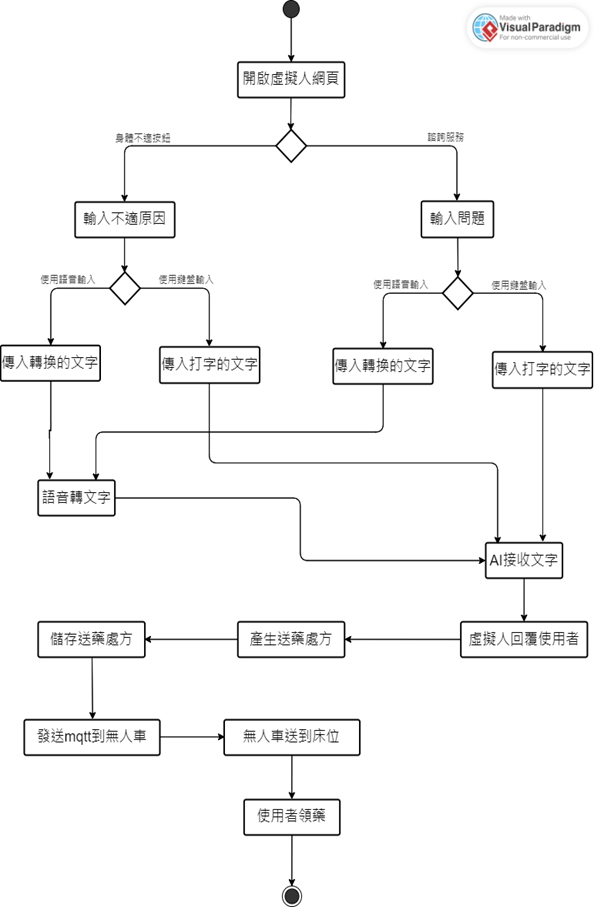 Made with
Visual Paradigm
For non-commercial use
開啟虛擬人網頁
身體不適按鈕
諮詢服務
輸入不適原因
輸入問題
使用語音輸入
使用鍵盤輸入
使用語音輸入
使用鍵盤輸入
傳入轉換的文字
傳入打字的文字
傳入轉換的文字
傳入打字的文字
語音轉文字
AI接收文字
儲存送藥處方
產生送藥處方
虛擬人回覆使用者
發送mqtt到無人車
無人車送到床位
使用者領藥